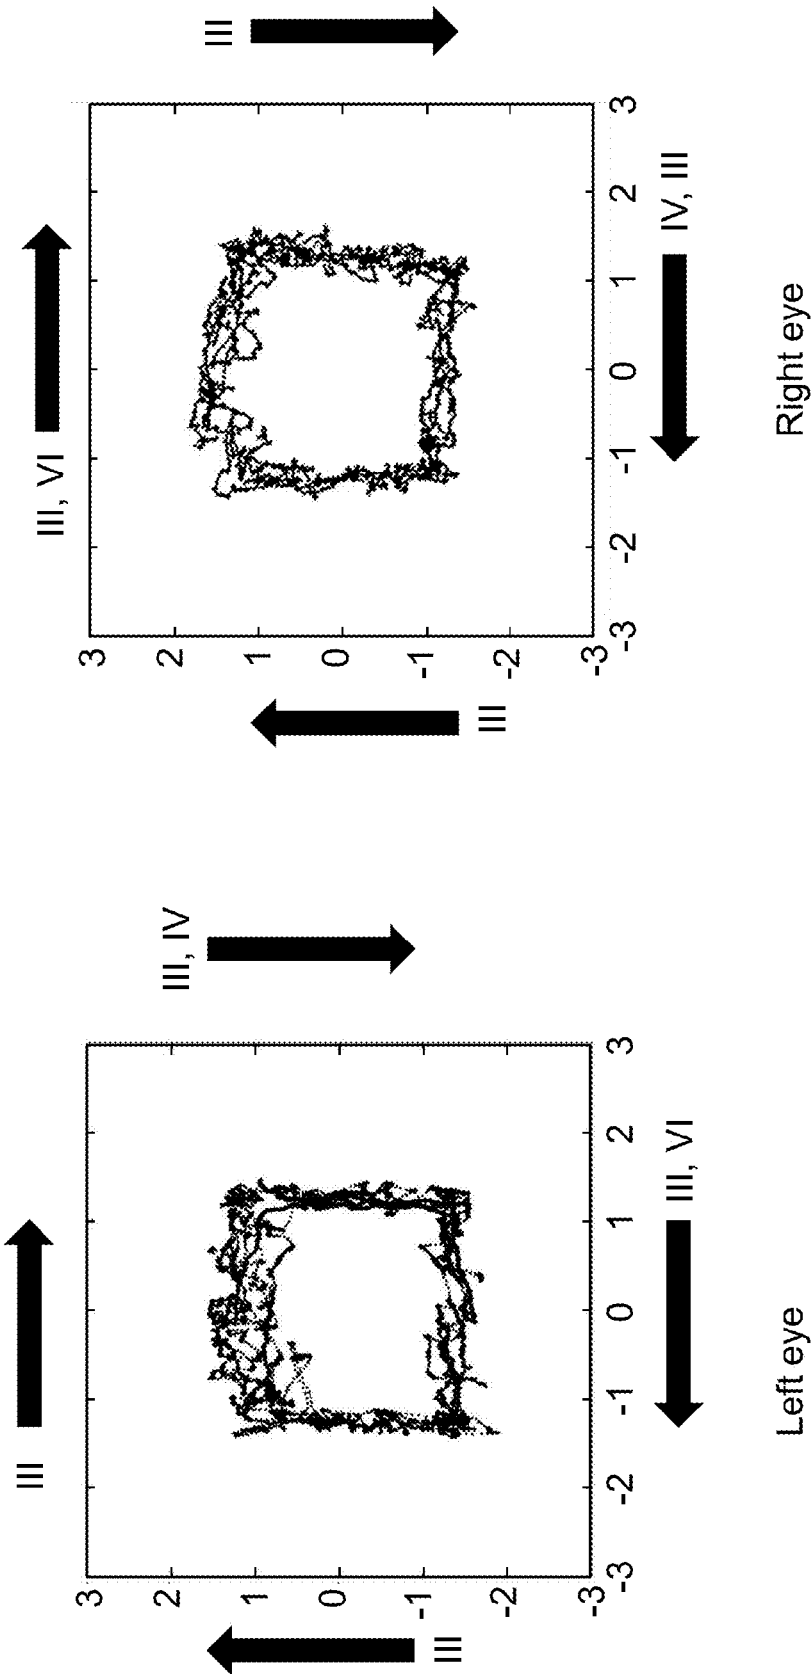 III
III, IV
3
2
1
0
-1
-2
-3
III
-3 -2 -1 0 1 2 3
III, VI
Left eye
III, VI
III
3
2
1
0
-1
-2
-3
III
-3 -2 -1 0 1 2 3
IV, III
Right eye